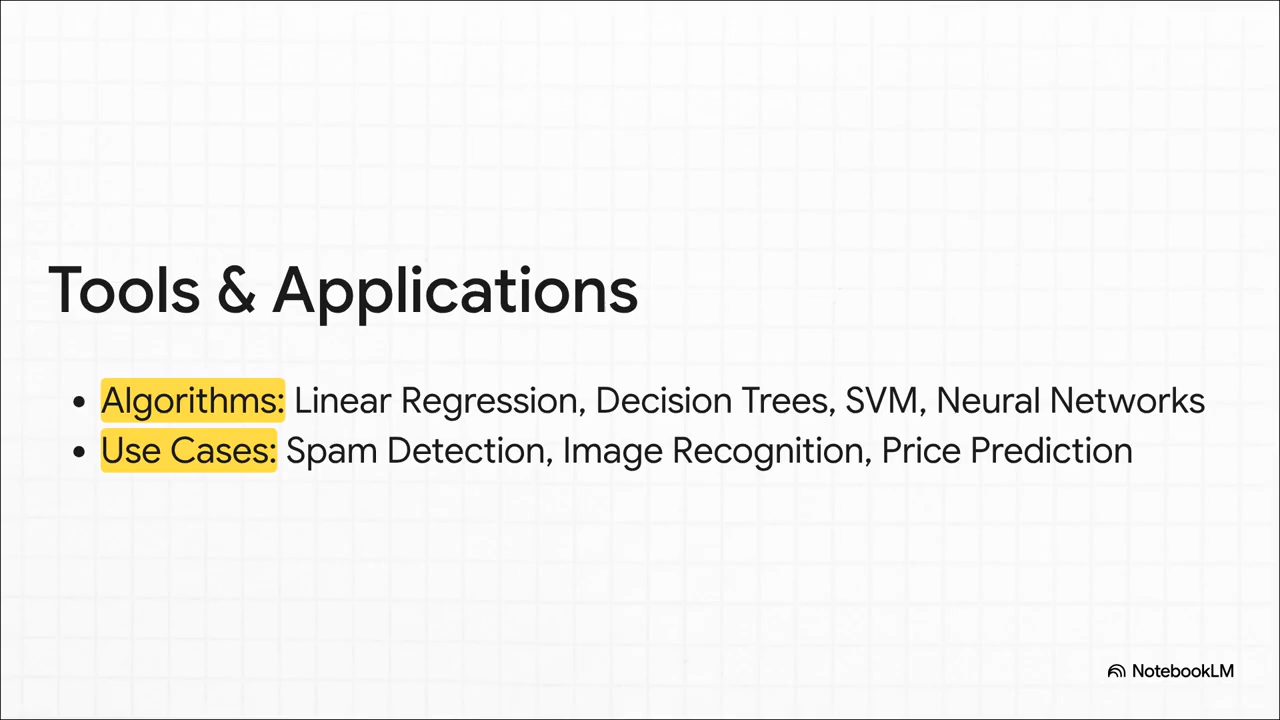 Tools & Applications
• Algorithms: Linear Regression, Decision Trees, SVM, Neural Networks
• Use Cases: Spam Detection, Image Recognition, Price Prediction
NotebookLM